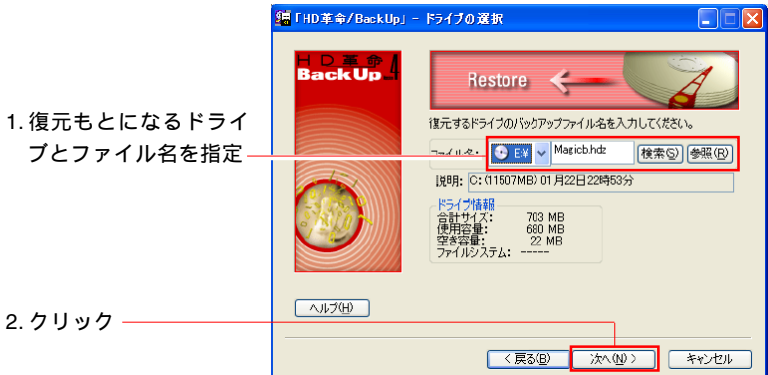 「HD革命/BackUp」 - ドライブの選択
HD革命
BackUp 4
Restore
1. 復元もとになるドライ
ブとファイル名を指定
復元するドライブのバックアップファイル名を入力してください。
ファイル名: E:¥ Magicb.hdz 検索(S) 参照(R)
説明: C: (11507MB) 01月22日22時53分
ドライブ情報
合計サイズ: 703 MB
使用容量: 680 MB
空き容量: 22 MB
ファイルシステム: -----
ヘルプ(H)
2. クリック
< 戻る(B) 次へ(N) > キャンセル